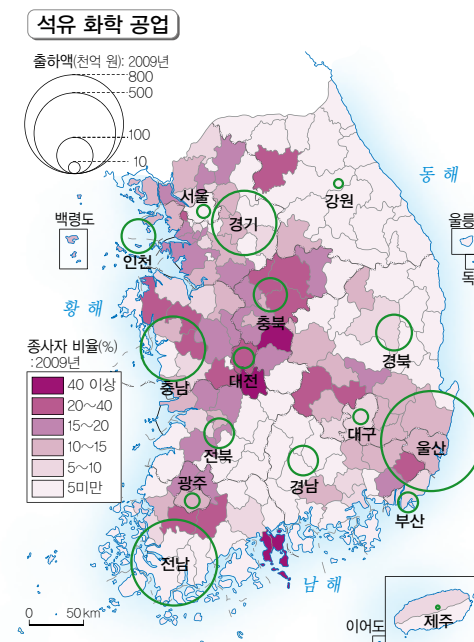 석유 화학 공업
출하액(천억 원): 2009년
800
500
100
10
동해
서울
강원
백령도
경기
울릉
인천
독
황해
충북
종사자 비율(%)
: 2009년
경북
40 이상
20~40
15~20
10~15
5~10
5미만
충남
대전
대구
울산
전북
경남
광주
부산
전남
남해
0 50km
이어도
제주